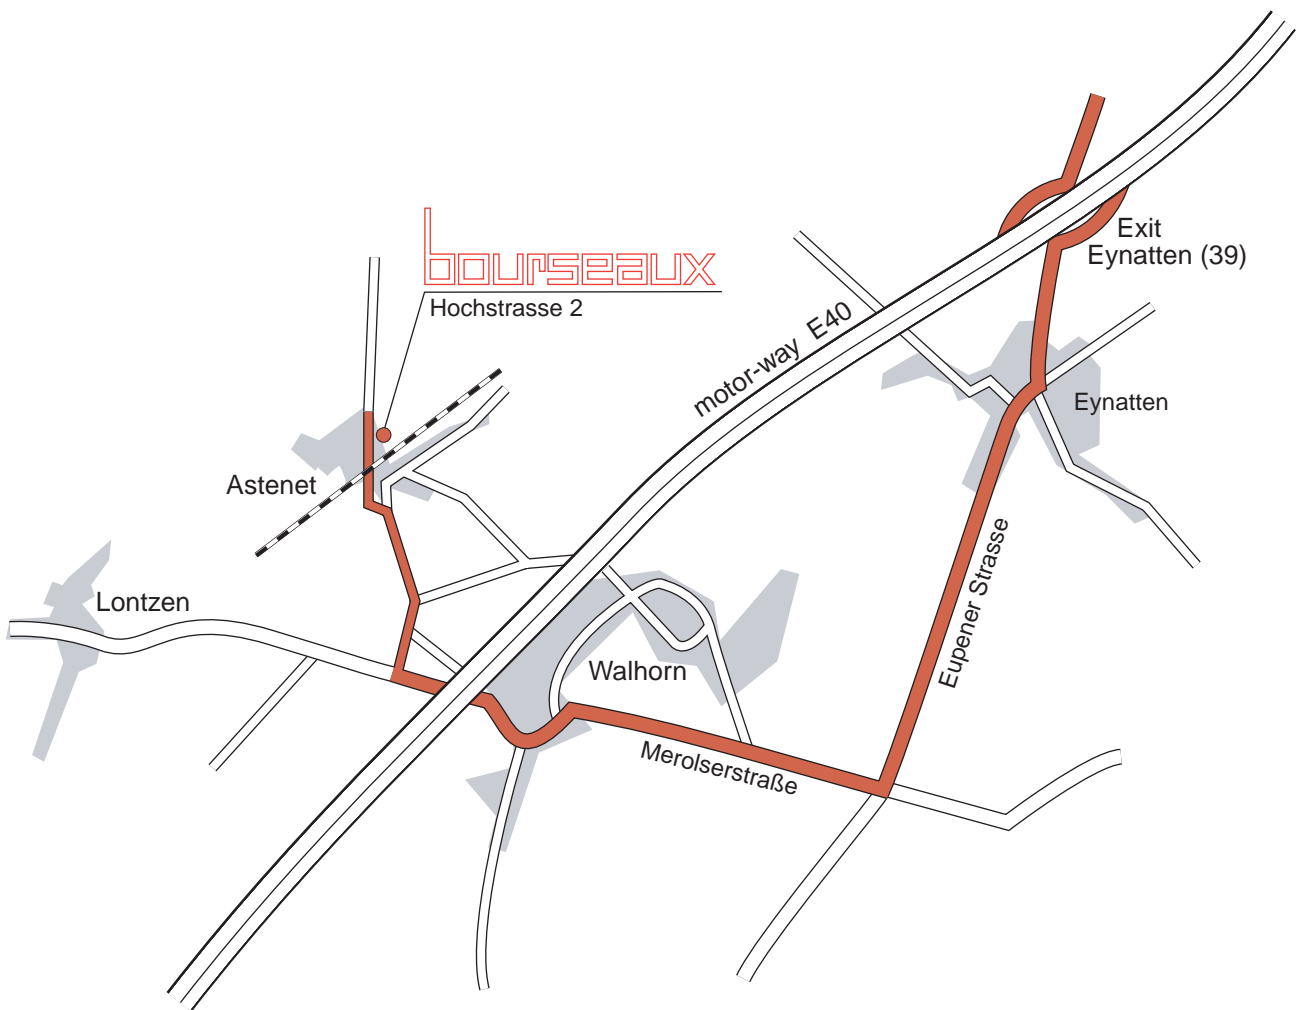 bourseaux
Hochstrasse 2
Exit
Eynatten (39)
motor-way E40
Eynatten
Astenet
Eupener Strasse
Lontzen
Walhorn
Merolserstraße